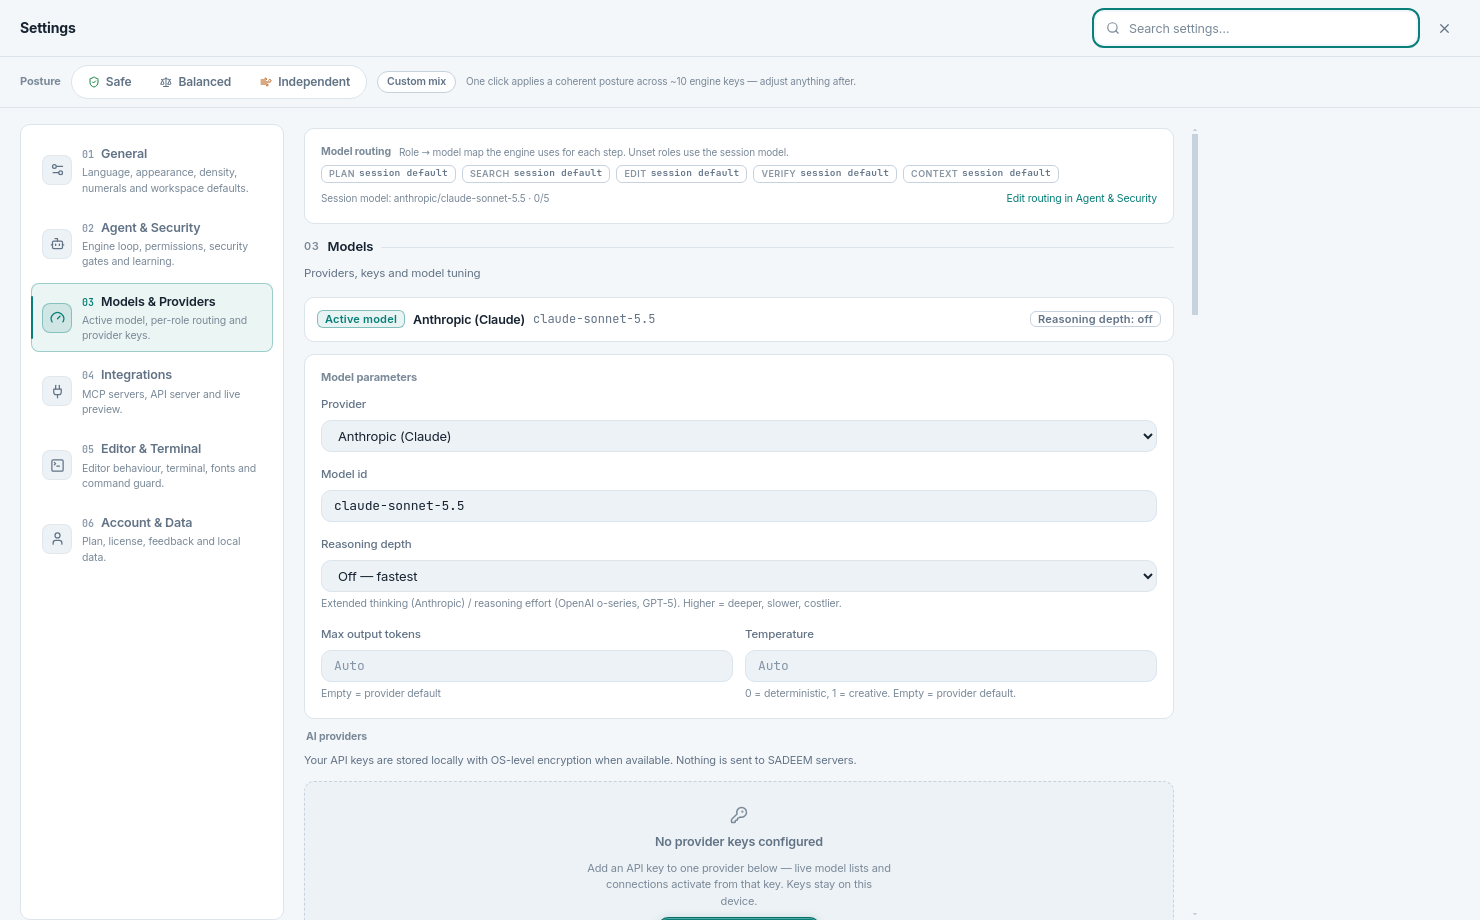 Settings
Search settings...
Posture
Safe
Balanced
Independent
Custom mix
One click applies a coherent posture across ~10 engine keys — adjust anything after.
01 General
Language, appearance, density,
numerals and workspace defaults.
02 Agent & Security
Engine loop, permissions, security
gates and learning.
03 Models & Providers
Active model, per-role routing and
provider keys.
04 Integrations
MCP servers, API server and live
preview.
05 Editor & Terminal
Editor behaviour, terminal, fonts and
command guard.
06 Account & Data
Plan, license, feedback and local
data.
Model routing Role → model map the engine uses for each step. Unset roles use the session model.
PLAN session default SEARCH session default EDIT session default VERIFY session default CONTEXT session default
Session model: anthropic/claude-sonnet-5.5 · 0/5 Edit routing in Agent & Security
03 Models
Providers, keys and model tuning
Active model Anthropic (Claude) claude-sonnet-5.5 Reasoning depth: off
Model parameters
Provider
Anthropic (Claude)
Model id
claude-sonnet-5.5
Reasoning depth
Off — fastest
Extended thinking (Anthropic) / reasoning effort (OpenAI o-series, GPT-5). Higher = deeper, slower, costlier.
Max output tokens Temperature
Auto Auto
Empty = provider default 0 = deterministic, 1 = creative. Empty = provider default.
AI providers
Your API keys are stored locally with OS-level encryption when available. Nothing is sent to SADEEM servers.
No provider keys configured
Add an API key to one provider below — live model lists and
connections activate from that key. Keys stay on this
device.